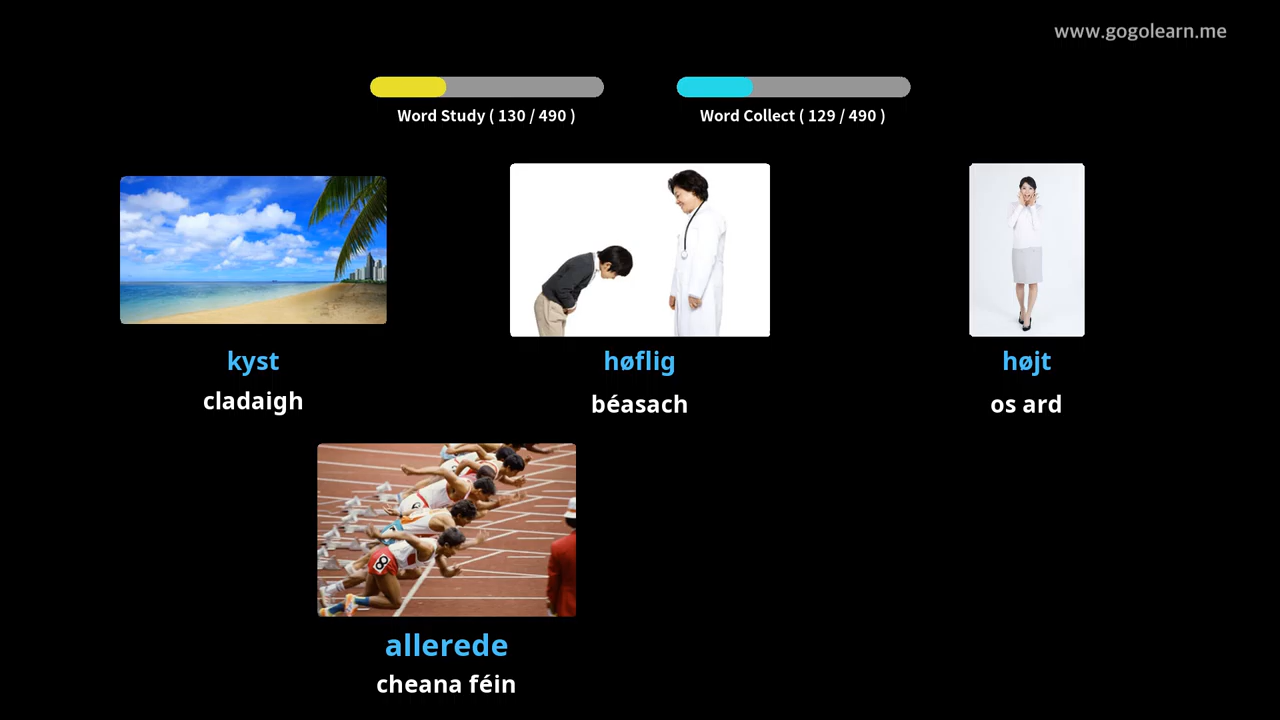 www.gogolearn.me
Word Study ( 130 / 490 )
Word Collect ( 129 / 490 )
kyst
cladaigh
høflig
béasach
højt
os ard
allerede
cheana féin